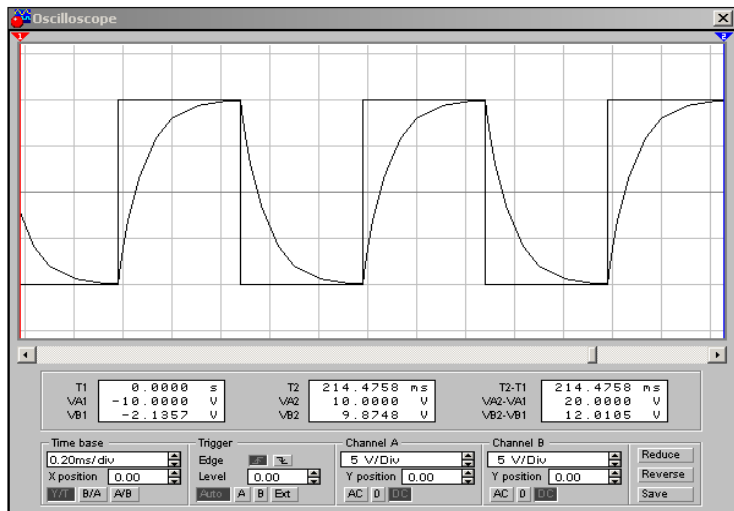 Oscilloscope
1
2
T1 0.0000 s
VA1 -10.0000 V
VB1 -2.1357 V
T2 214.4758 ms
VA2 10.0000 V
VB2 9.8748 V
T2-T1 214.4758 ms
VA2-VA1 20.0000 V
VB2-VB1 12.0105 V
Time base
0.20ms/div
X position 0.00
Y/T B/A A/B
Trigger
Edge
Level 0.00
Auto A B Ext
Channel A
5 V/Div
Y position 0.00
AC 0 DC
Channel B
5 V/Div
Y position 0.00
AC 0 DC
Reduce
Reverse
Save